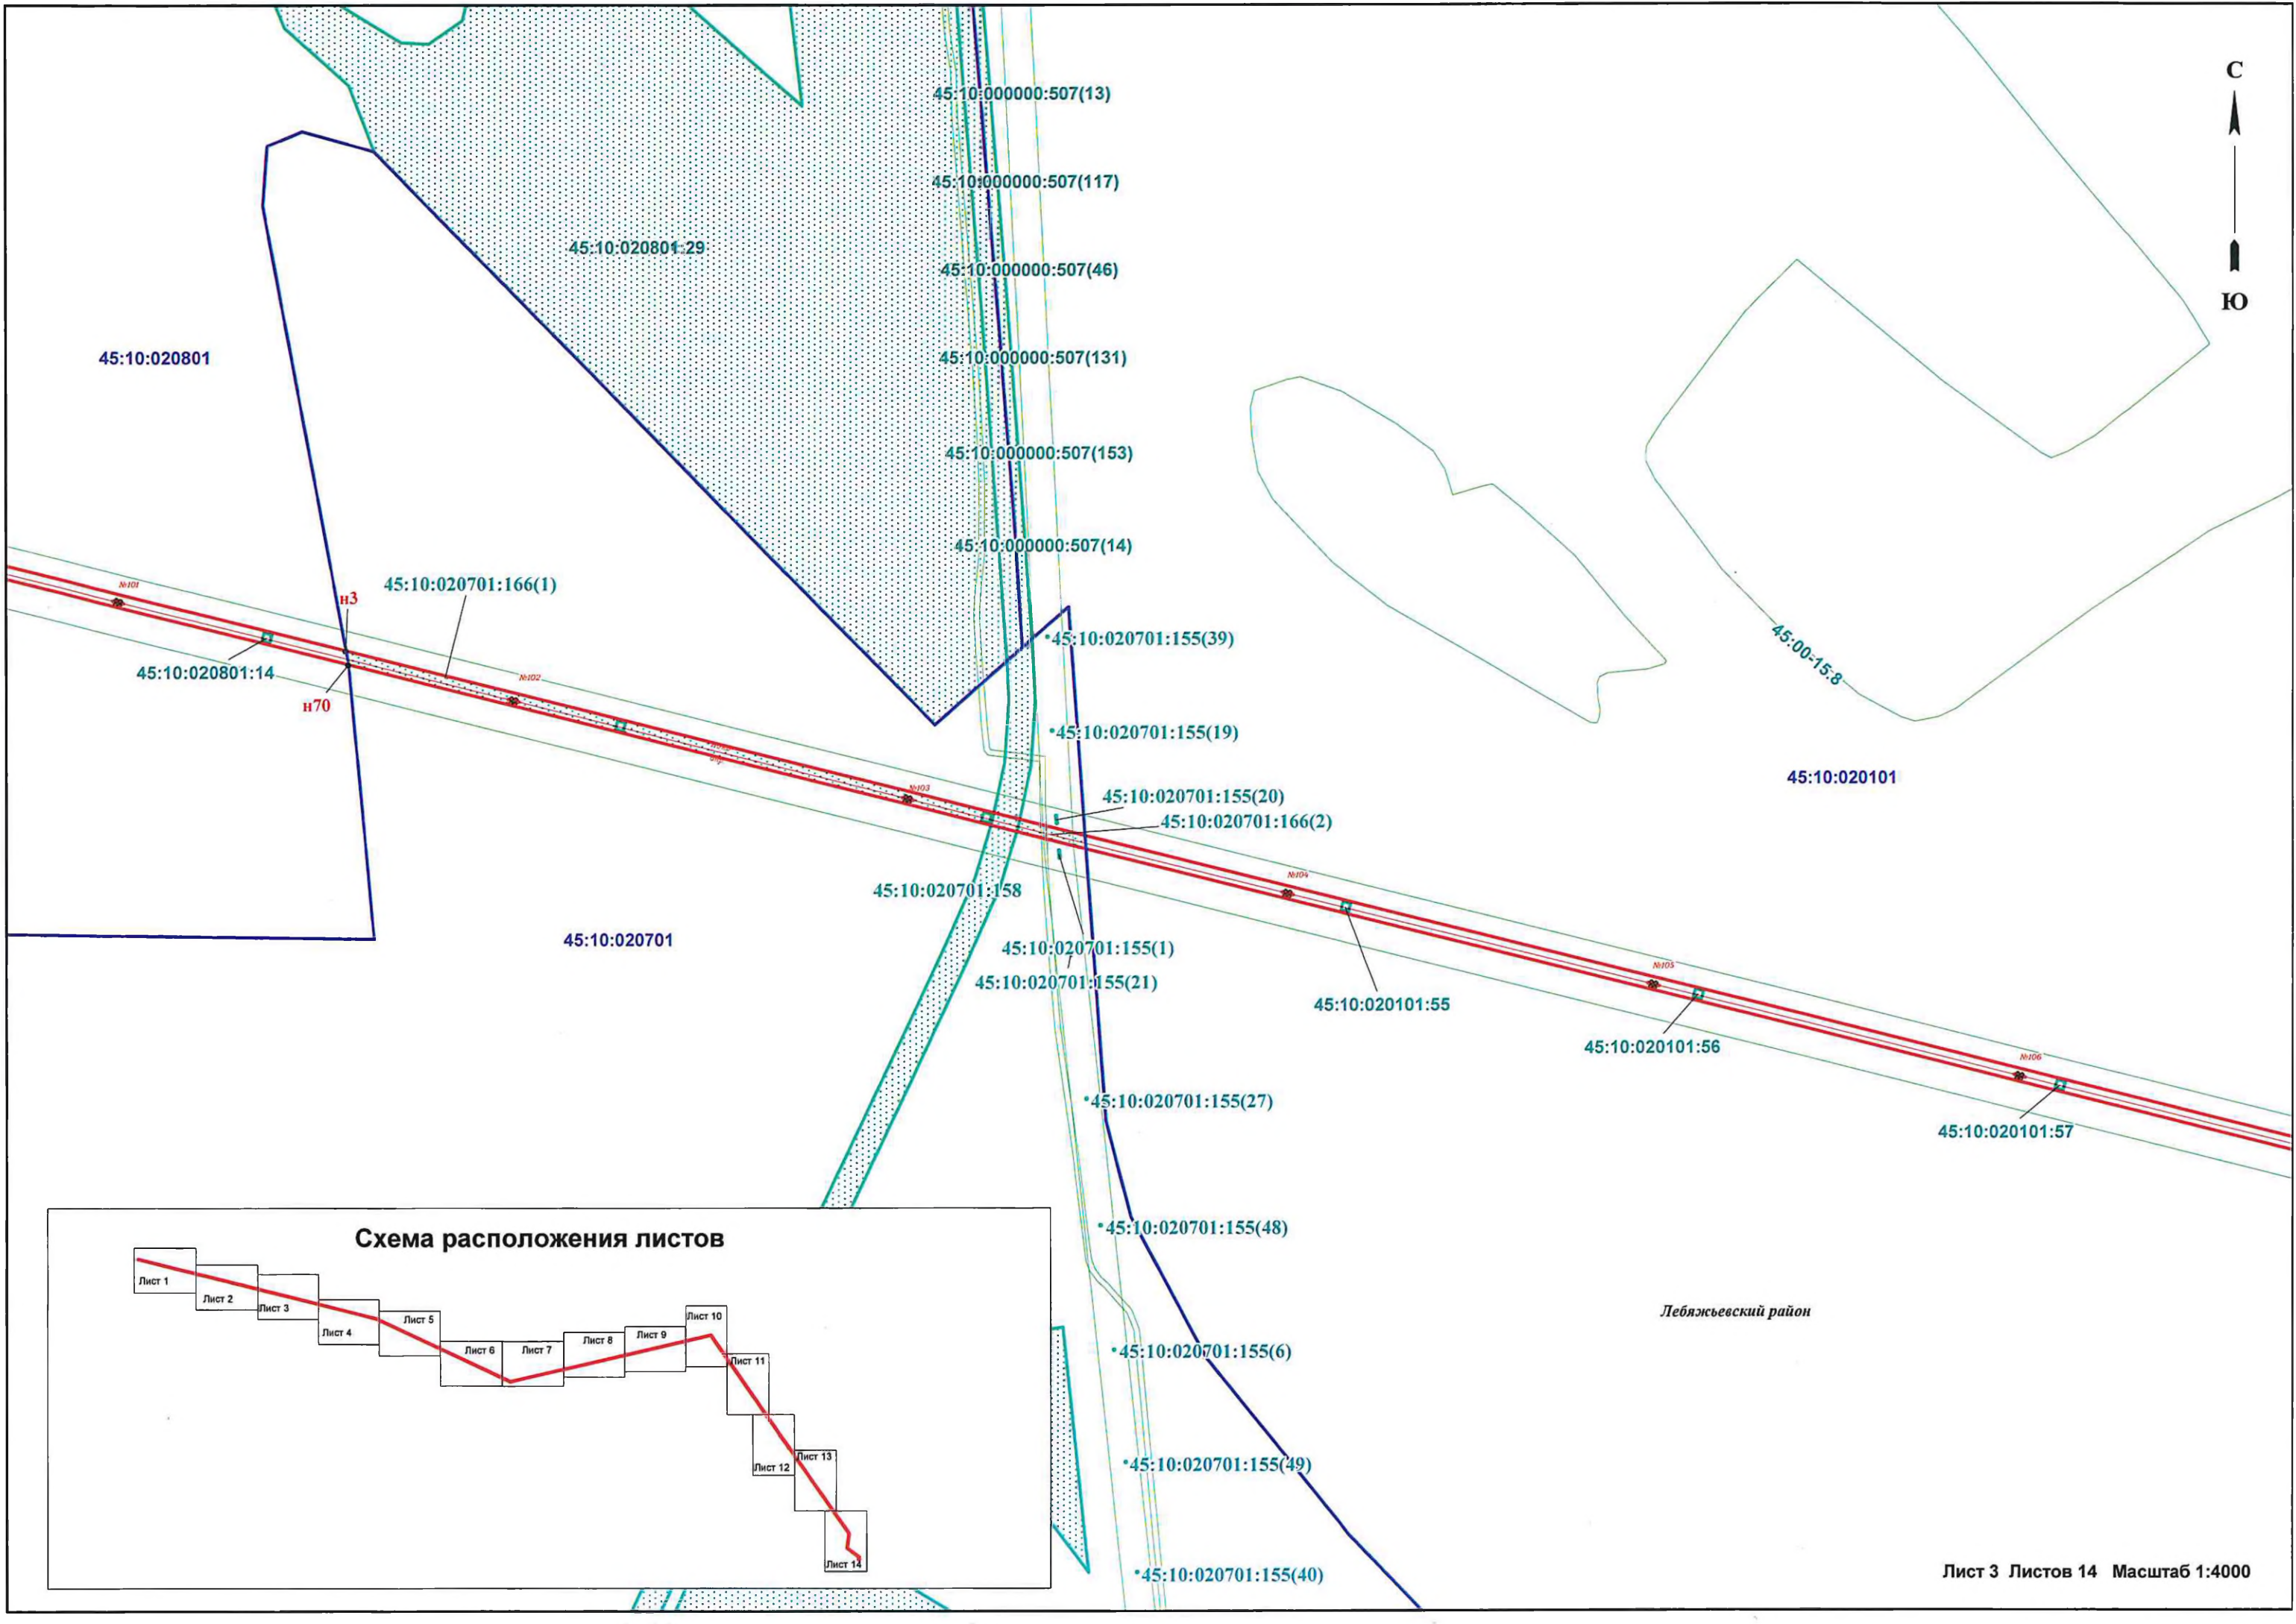 С
45:10:000000:507(13)
45:10:000000:507(117)
45:10:020801:29
45:10:000000:507(46)
Ю
45:10:020801
45:10:000000:507(131)
45:10:000000:507(153)
45:10:000000:507(14)
№101
н3
45:10:020701:166(1)
45:10:020701:155(39)
45:00-15:8
45:10:020801:14
№102
н70
45:10:020701:155(19)
45:10:020101
№103
45:10:020701:155(20)
45:10:020701:166(2)
45:10:020701:158
№104
45:10:020701
45:10:020701:155(1)
№105
45:10:020701:155(21)
45:10:020101:55
45:10:020101:56
№106
45:10:020701:155(27)
45:10:020101:57
45:10:020701:155(48)
Схема расположения листов
Лист 1
Лист 2
Лист 3
Лист 4
Лист 5
Лист 6
Лист 7
Лист 8
Лист 9
Лист 10
Лист 11
Лист 12
Лист 13
Лист 14
Лебяжьевский район
45:10:020701:155(6)
45:10:020701:155(49)
45:10:020701:155(40)
Лист 3 Листов 14 Масштаб 1:4000